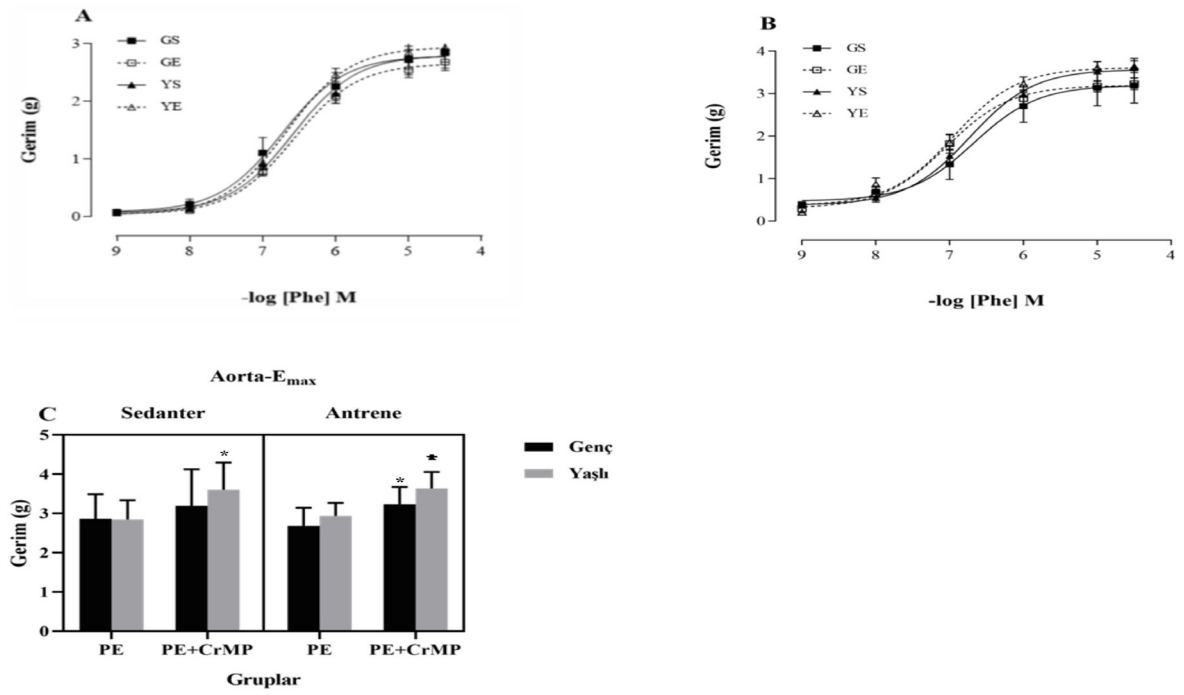 A
GS
GE
YS
YE
3
2
1
0
Gerim (g)
9 8 7 6 5 4
-log [Phe] M
B
GS
GE
YS
YE
4
3
2
1
0
Gerim (g)
9 8 7 6 5 4
-log [Phe] M
Aorta-Emax
C Sedanter Antrene
5
4
3
2
1
0
Gerim (g)
* * *
PE PE+CrMP PE PE+CrMP
Gruplar
Genç
Yaşlı